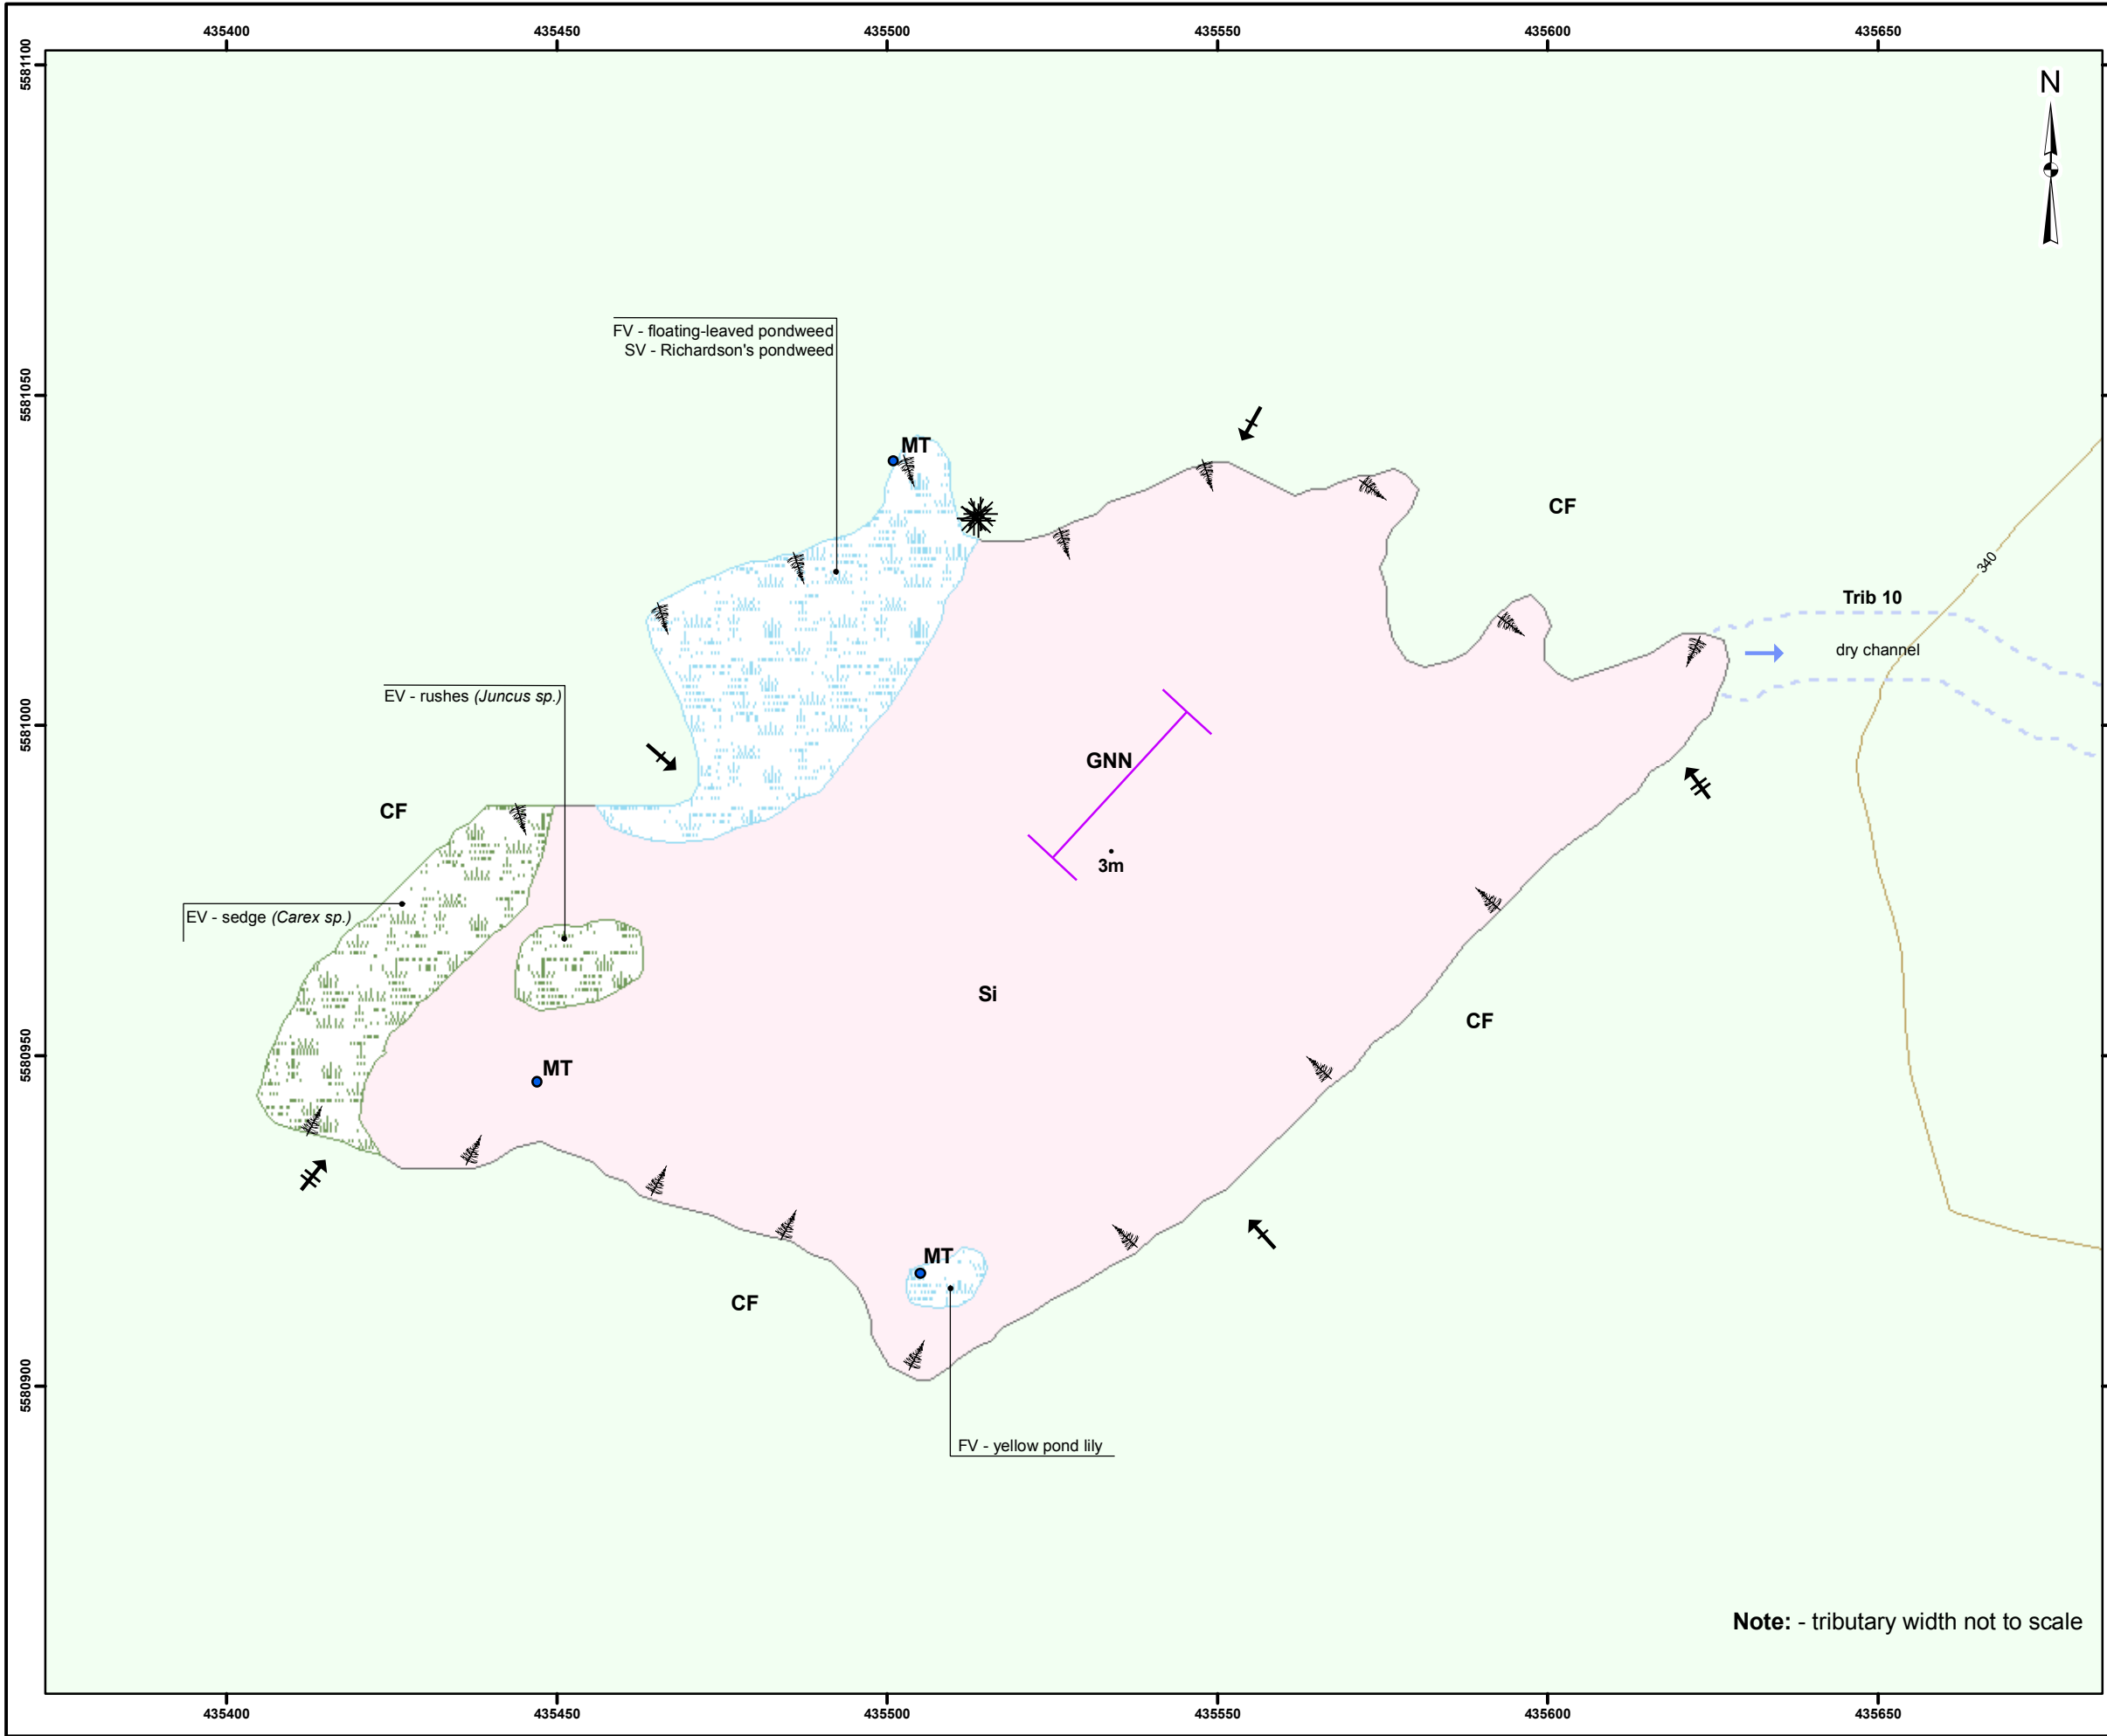 435400 435450 435500 435550 435600 435650
5581100
N
FV - floating-leaved pondweed
SV - Richardson's pondweed
5581050
MT
CF
340
Trib 10
dry channel
EV - rushes (Juncus sp.)
5581000
GNN
CF
3m
EV - sedge (Carex sp.)
Si
CF
5580950
MT
MT
CF
5580900
FV - yellow pond lily
Note: - tributary width not to scale
435400 435450 435500 435550 435600 435650